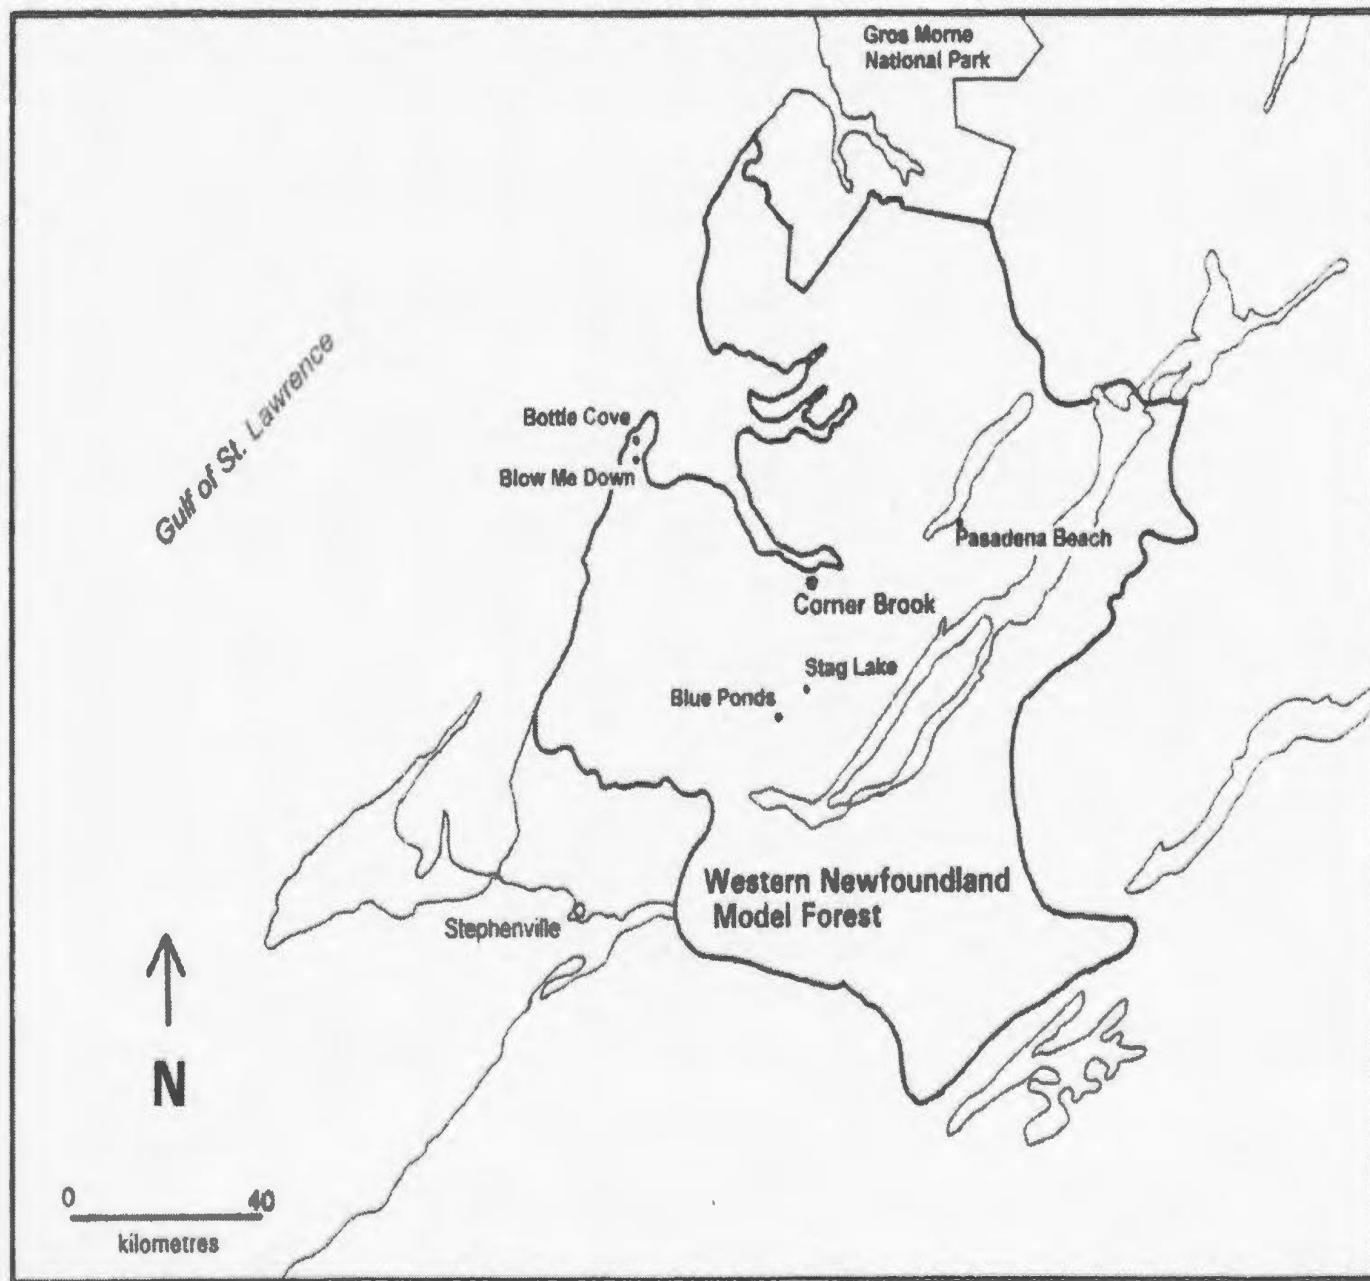 Gros Morne
National Park
Gulf of St. Lawrence
Bottle Cove
Blow Me Down
Pasadena Beach
Corner Brook
Stag Lake
Blue Ponds
Western Newfoundland
Model Forest
Stephenville
N
0 40
kilometres